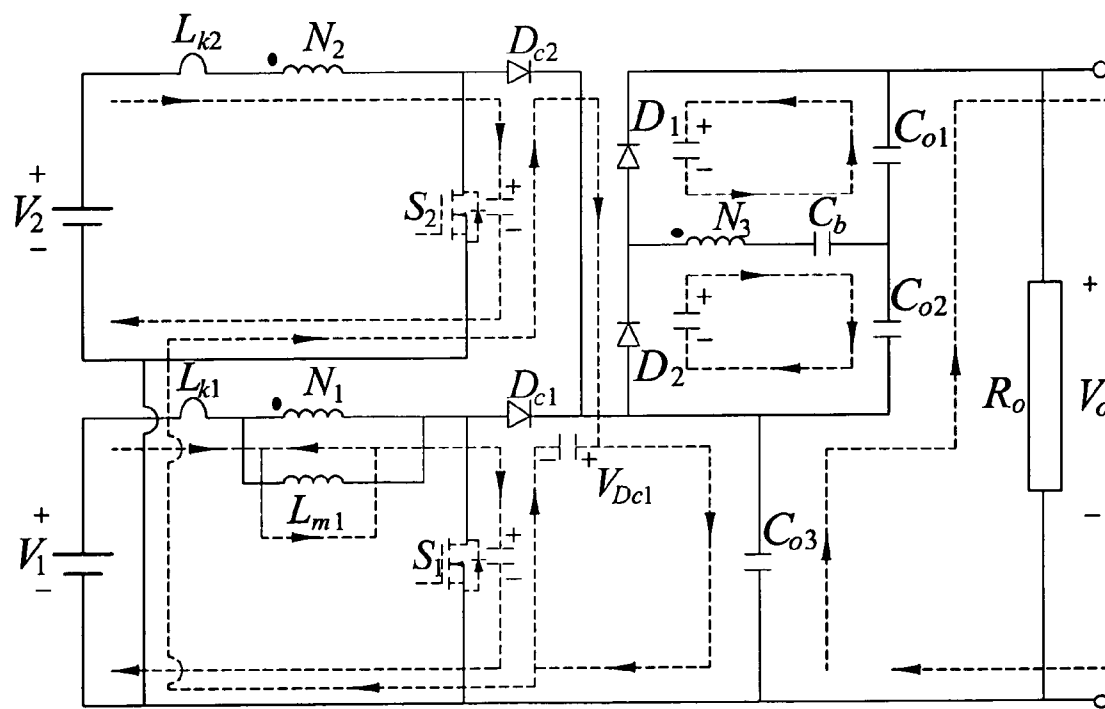 L_{k2} N_2 D_{c2}
+ V_2 −
S_2 + −
D_1 + − C_{o1}
N_3 C_b
D_2 + − C_{o2}
L_{k1} N_1 D_{c1}
R_o + V_o −
− + V_{Dc1}
+ V_1 −
L_{m1}
S_1 + −
C_{o3}